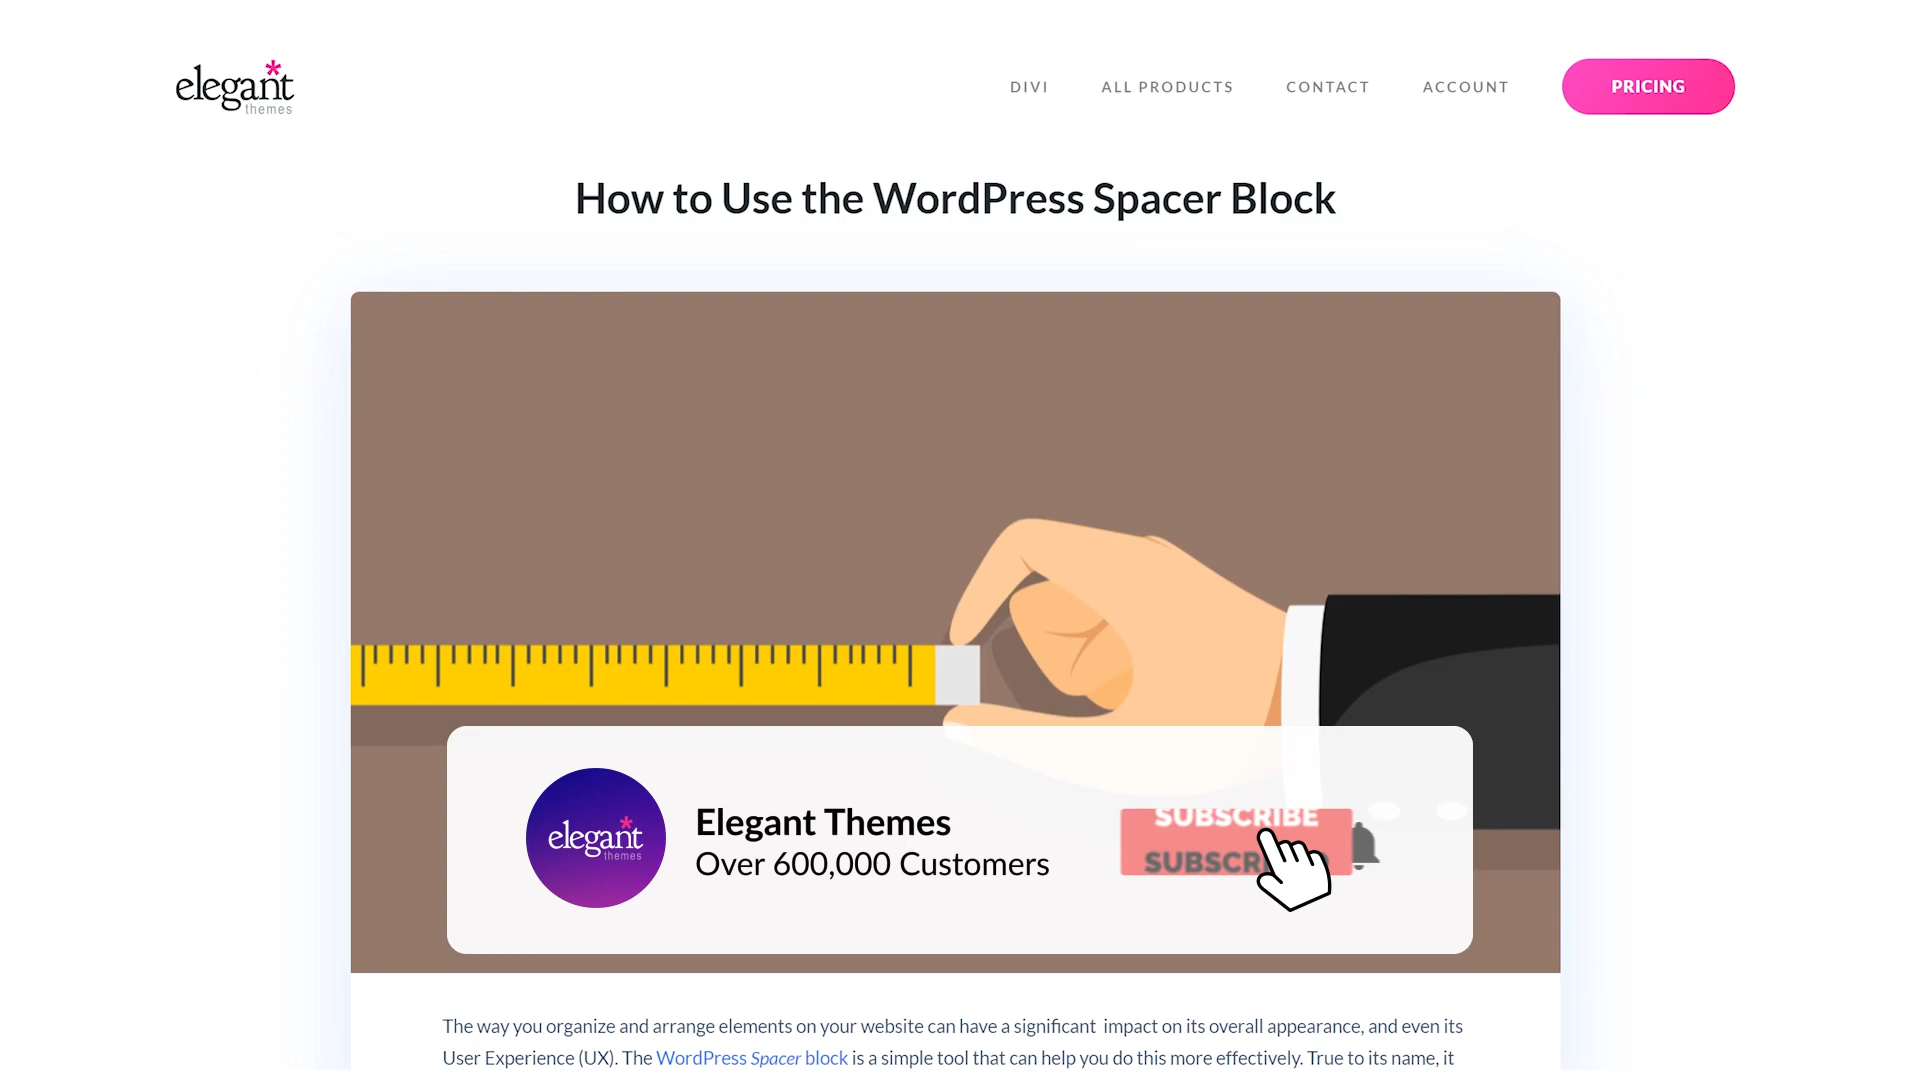 elegant themes
DIVI ALL PRODUCTS CONTACT ACCOUNT PRICING
How to Use the WordPress Spacer Block
elegant themes
Elegant Themes
Over 600,000 Customers
SUBSCRIBE
The way you organize and arrange elements on your website can have a significant impact on its overall appearance, and even its
User Experience (UX). The WordPress Spacer block is a simple tool that can help you do this more effectively. True to its name, it